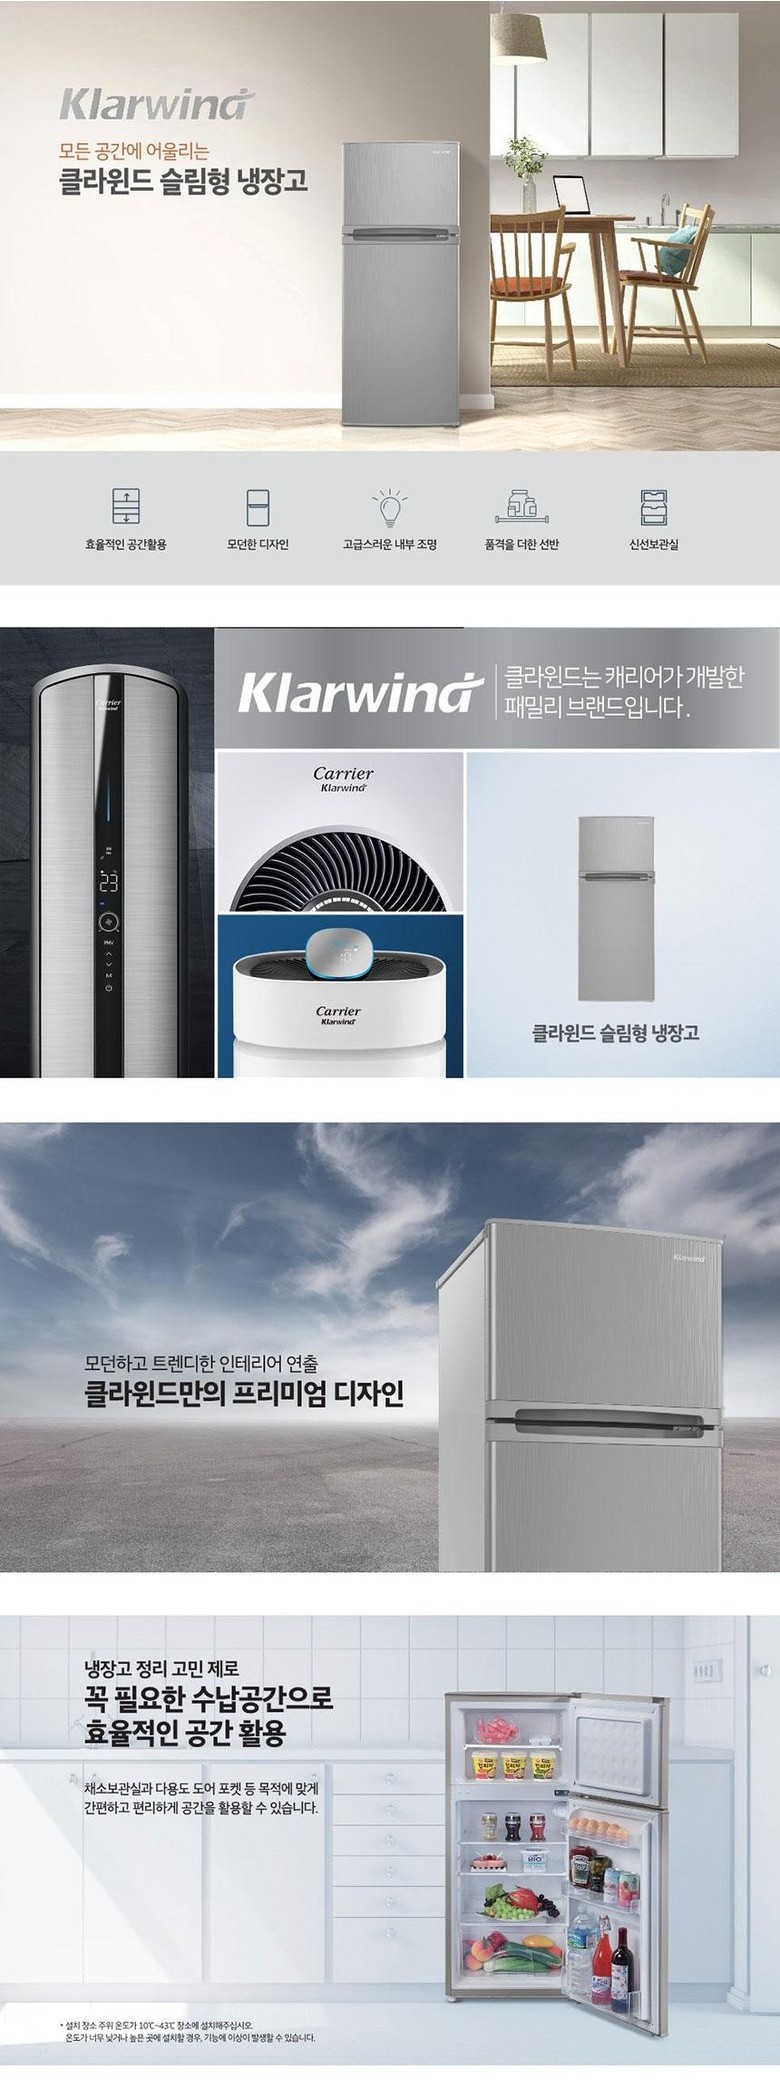 Klarwind
모든 공간에 어울리는
클라윈드 슬림형 냉장고
효율적인 공간활용
모던한 디자인
고급스러운 내부 조명
품격을 더한 선반
신선보관실
Klarwind
클라윈드는 캐리어가 개발한
패밀리 브랜드입니다.
Carrier
Klarwind
23
PMV
Carrier
Klarwind
Carrier
Klarwind
클라윈드 슬림형 냉장고
Klarwind
모던하고 트렌디한 인테리어 연출
클라윈드만의 프리미엄 디자인
냉장고 정리 고민 제로
꼭 필요한 수납공간으로
효율적인 공간 활용
채소보관실과 다용도 도어 포켓 등 목적에 맞게
간편하고 편리하게 공간을 활용할 수 있습니다.
BIO
* 설치 장소 주위 온도가 10℃~43℃ 장소에 설치해주십시오.
온도가 너무 낮거나 높은 곳에 설치할 경우, 기능에 이상이 발생할 수 있습니다.